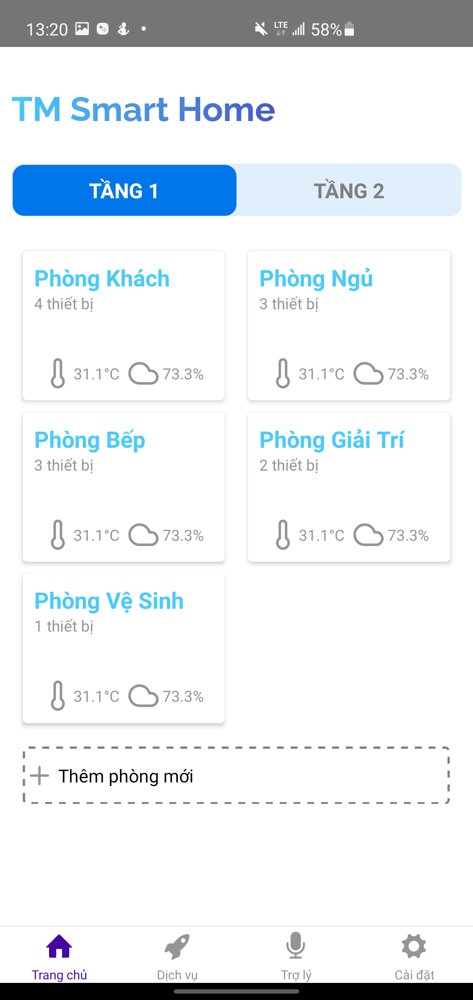 13:20
LTE 58%
TM Smart Home
TẦNG 1
TẦNG 2
Phòng Khách
4 thiết bị
31.1°C 73.3%
Phòng Ngủ
3 thiết bị
31.1°C 73.3%
Phòng Bếp
3 thiết bị
31.1°C 73.3%
Phòng Giải Trí
2 thiết bị
31.1°C 73.3%
Phòng Vệ Sinh
1 thiết bị
31.1°C 73.3%
Thêm phòng mới
Trang chủ
Dịch vụ
Trợ lý
Cài đặt